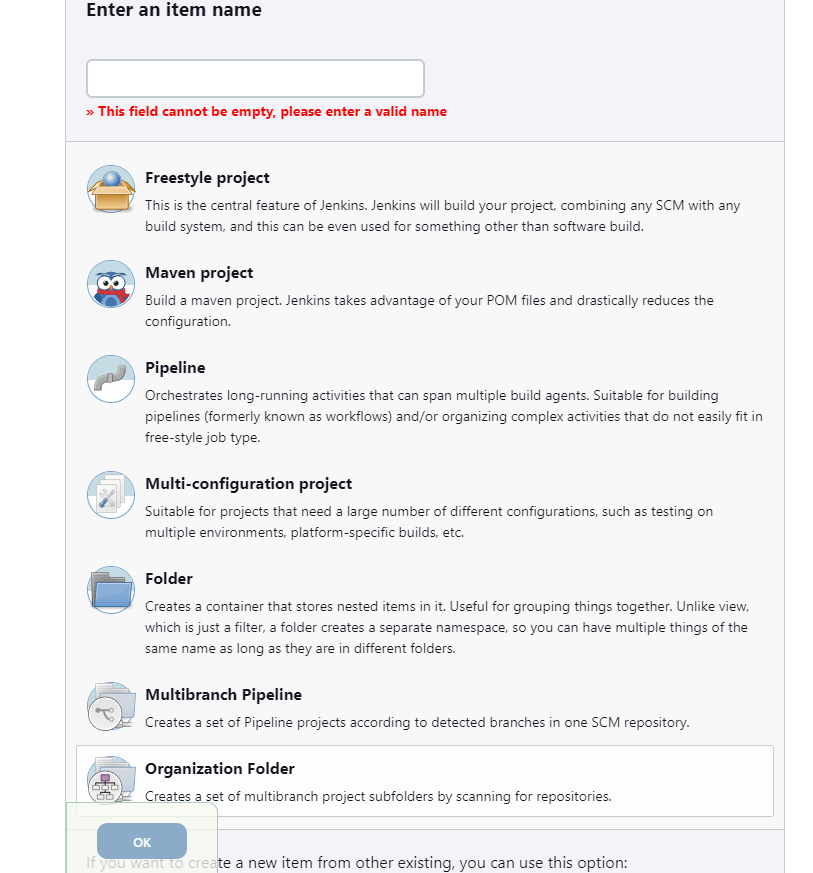 Enter an item name
» This field cannot be empty, please enter a valid name
Freestyle project
This is the central feature of Jenkins. Jenkins will build your project, combining any SCM with any
build system, and this can be even used for something other than software build.
Maven project
Build a maven project. Jenkins takes advantage of your POM files and drastically reduces the
configuration.
Pipeline
Orchestrates long-running activities that can span multiple build agents. Suitable for building
pipelines (formerly known as workflows) and/or organizing complex activities that do not easily fit in
free-style job type.
Multi-configuration project
Suitable for projects that need a large number of different configurations, such as testing on
multiple environments, platform-specific builds, etc.
Folder
Creates a container that stores nested items in it. Useful for grouping things together. Unlike view,
which is just a filter, a folder creates a separate namespace, so you can have multiple things of the
same name as long as they are in different folders.
Multibranch Pipeline
Creates a set of Pipeline projects according to detected branches in one SCM repository.
Organization Folder
Creates a set of multibranch project subfolders by scanning for repositories.
OK
If you want to create a new item from other existing, you can use this option: